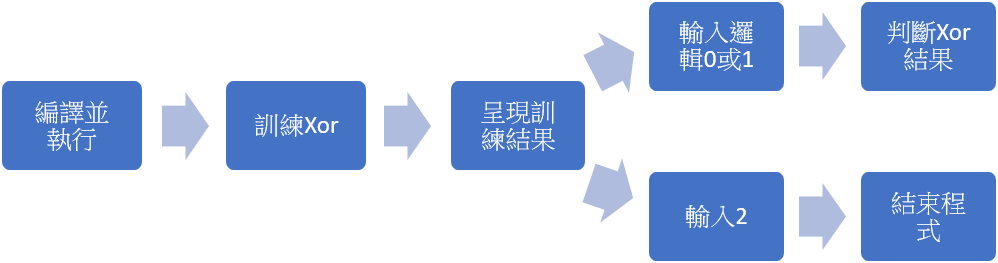 編譯並
執行
訓練Xor
呈現訓
練結果
輸入邏
輯0或1
判斷Xor
結果
輸入2
結束程
式